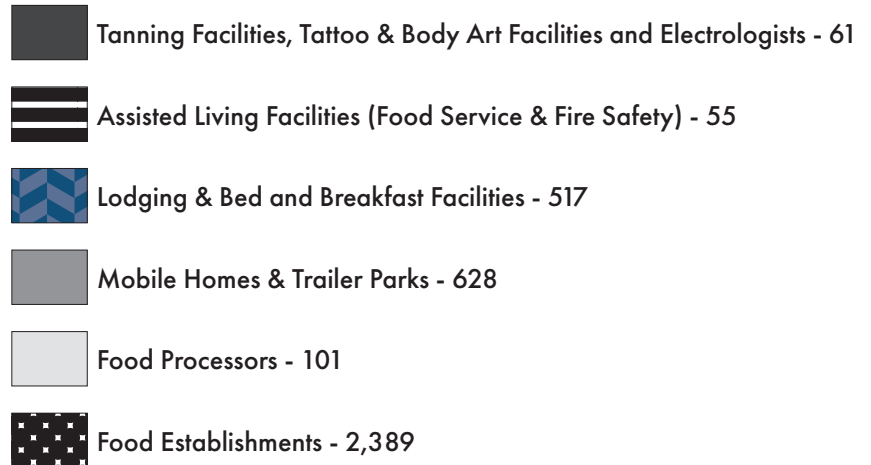 Tanning Facilities, Tattoo & Body Art Facilities and Electrologists - 61
Assisted Living Facilities (Food Service & Fire Safety) - 55
Lodging & Bed and Breakfast Facilities - 517
Mobile Homes & Trailer Parks - 628
Food Processors - 101
Food Establishments - 2,389